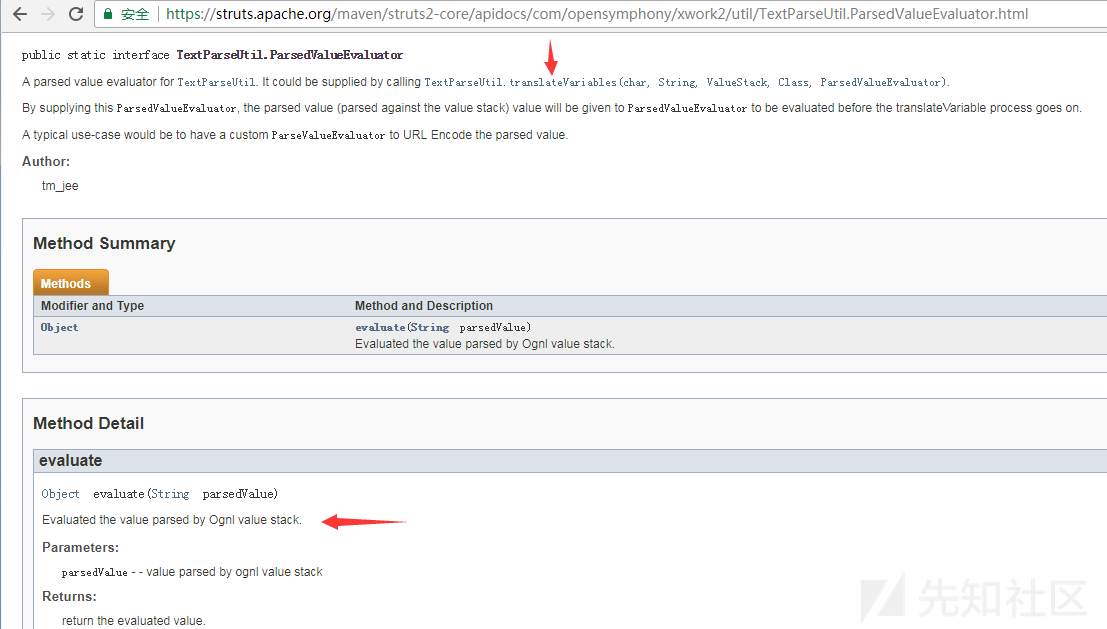 安全 https://struts.apache.org/maven/struts2-core/apidocs/com/opensymphony/xwork2/util/TextParseUtil.ParsedValueEvaluator.html
public static interface TextParseUtil.ParsedValueEvaluator
A parsed value evaluator for TextParseUtil. It could be supplied by calling TextParseUtil.translateVariables(char, String, ValueStack, Class, ParsedValueEvaluator).
By supplying this ParsedValueEvaluator, the parsed value (parsed against the value stack) value will be given to ParsedValueEvaluator to be evaluated before the translateVariable process goes on.
A typical use-case would be to have a custom ParseValueEvaluator to URL Encode the parsed value.
Author:
tm_jee
Method Summary
Methods
Modifier and Type Method and Description
Object evaluate(String parsedValue)
Evaluated the value parsed by Ognl value stack.
Method Detail
evaluate
Object evaluate(String parsedValue)
Evaluated the value parsed by Ognl value stack.
Parameters:
parsedValue - - value parsed by ognl value stack
Returns:
return the evaluated value.
先知社区